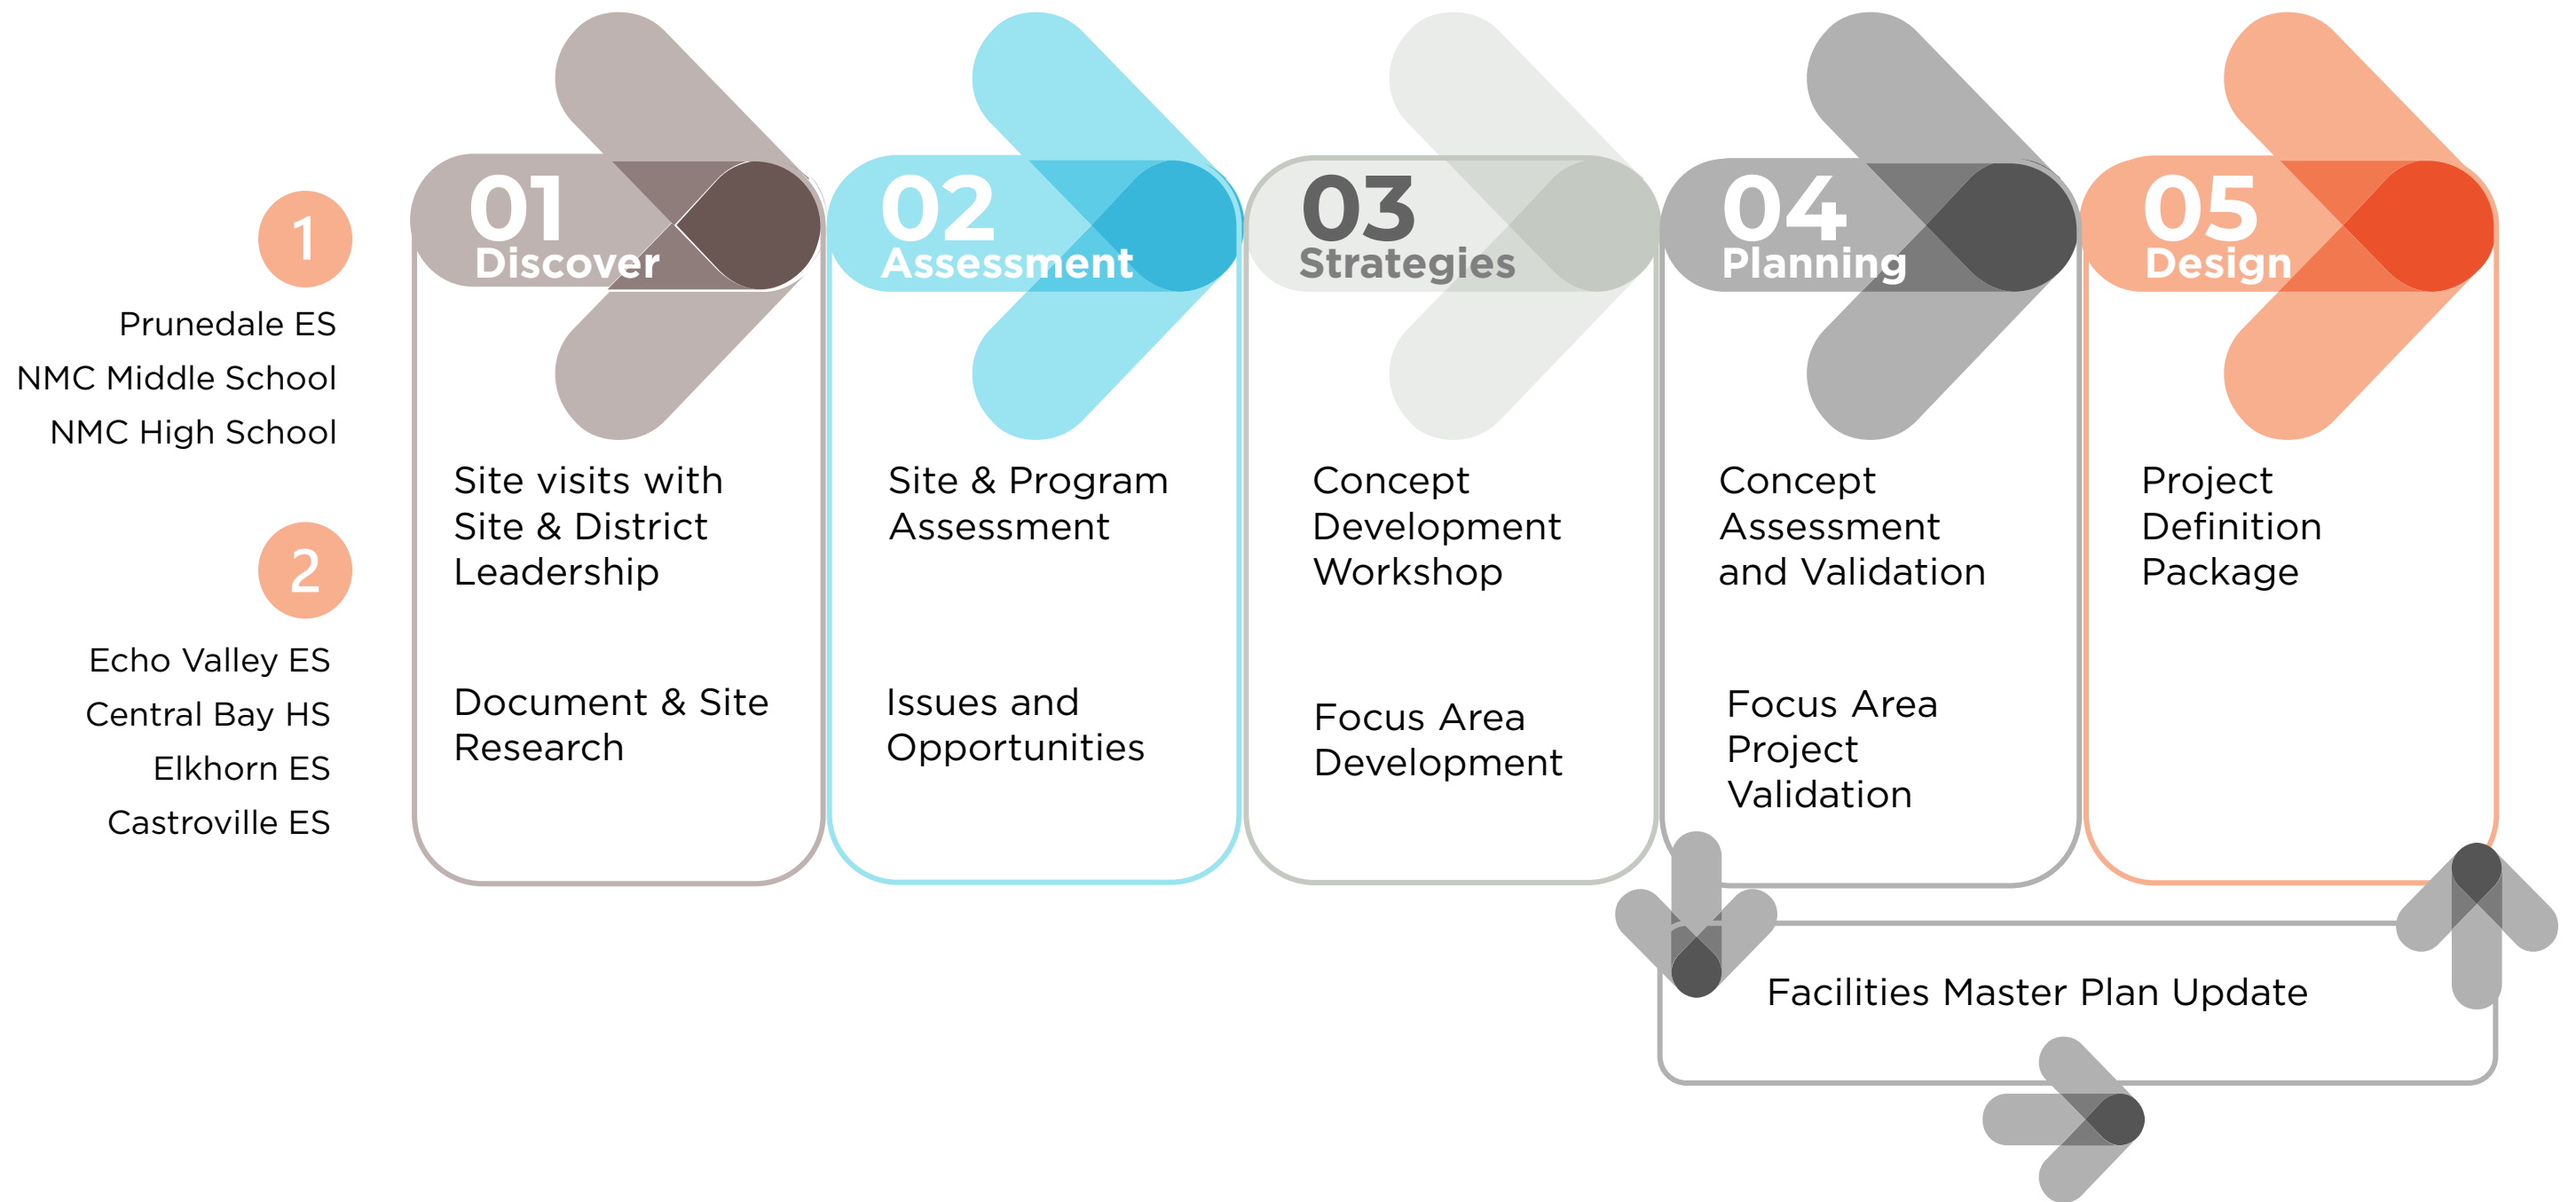 1
Prunedale ES
NMC Middle School
NMC High School
2
Echo Valley ES
Central Bay HS
Elkhorn ES
Castroville ES
01
Discover
Site visits with
Site & District
Leadership
Document & Site
Research
02
Assessment
Site & Program
Assessment
Issues and
Opportunities
03
Strategies
Concept
Development
Workshop
Focus Area
Development
04
Planning
Concept
Assessment
and Validation
Focus Area
Project
Validation
05
Design
Project
Definition
Package
Facilities Master Plan Update